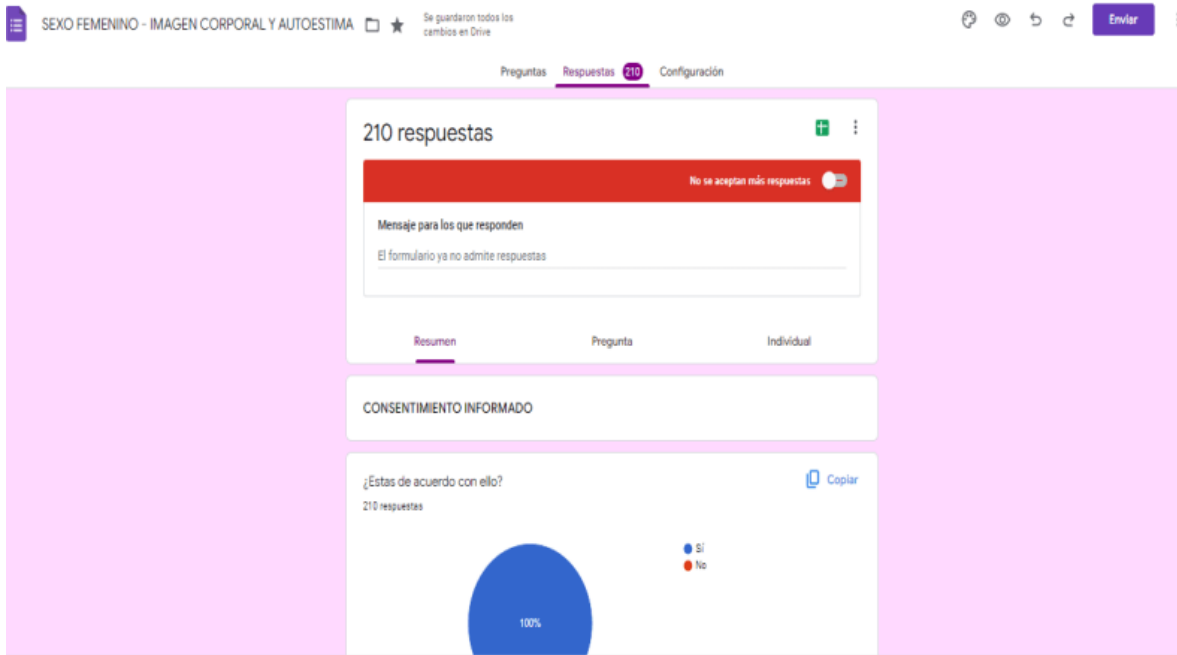 SEXO FEMENINO - IMAGEN CORPORAL Y AUTOESTIMA
Se guardaron todos los
cambios en Drive
Enviar
Preguntas Respuestas 210 Configuración
210 respuestas
No se aceptan más respuestas
Mensaje para los que responden
El formulario ya no admite respuestas
Resumen Pregunta Individual
CONSENTIMIENTO INFORMADO
¿Estas de acuerdo con ello?
Copiar
210 respuestas
Sí
No
100%